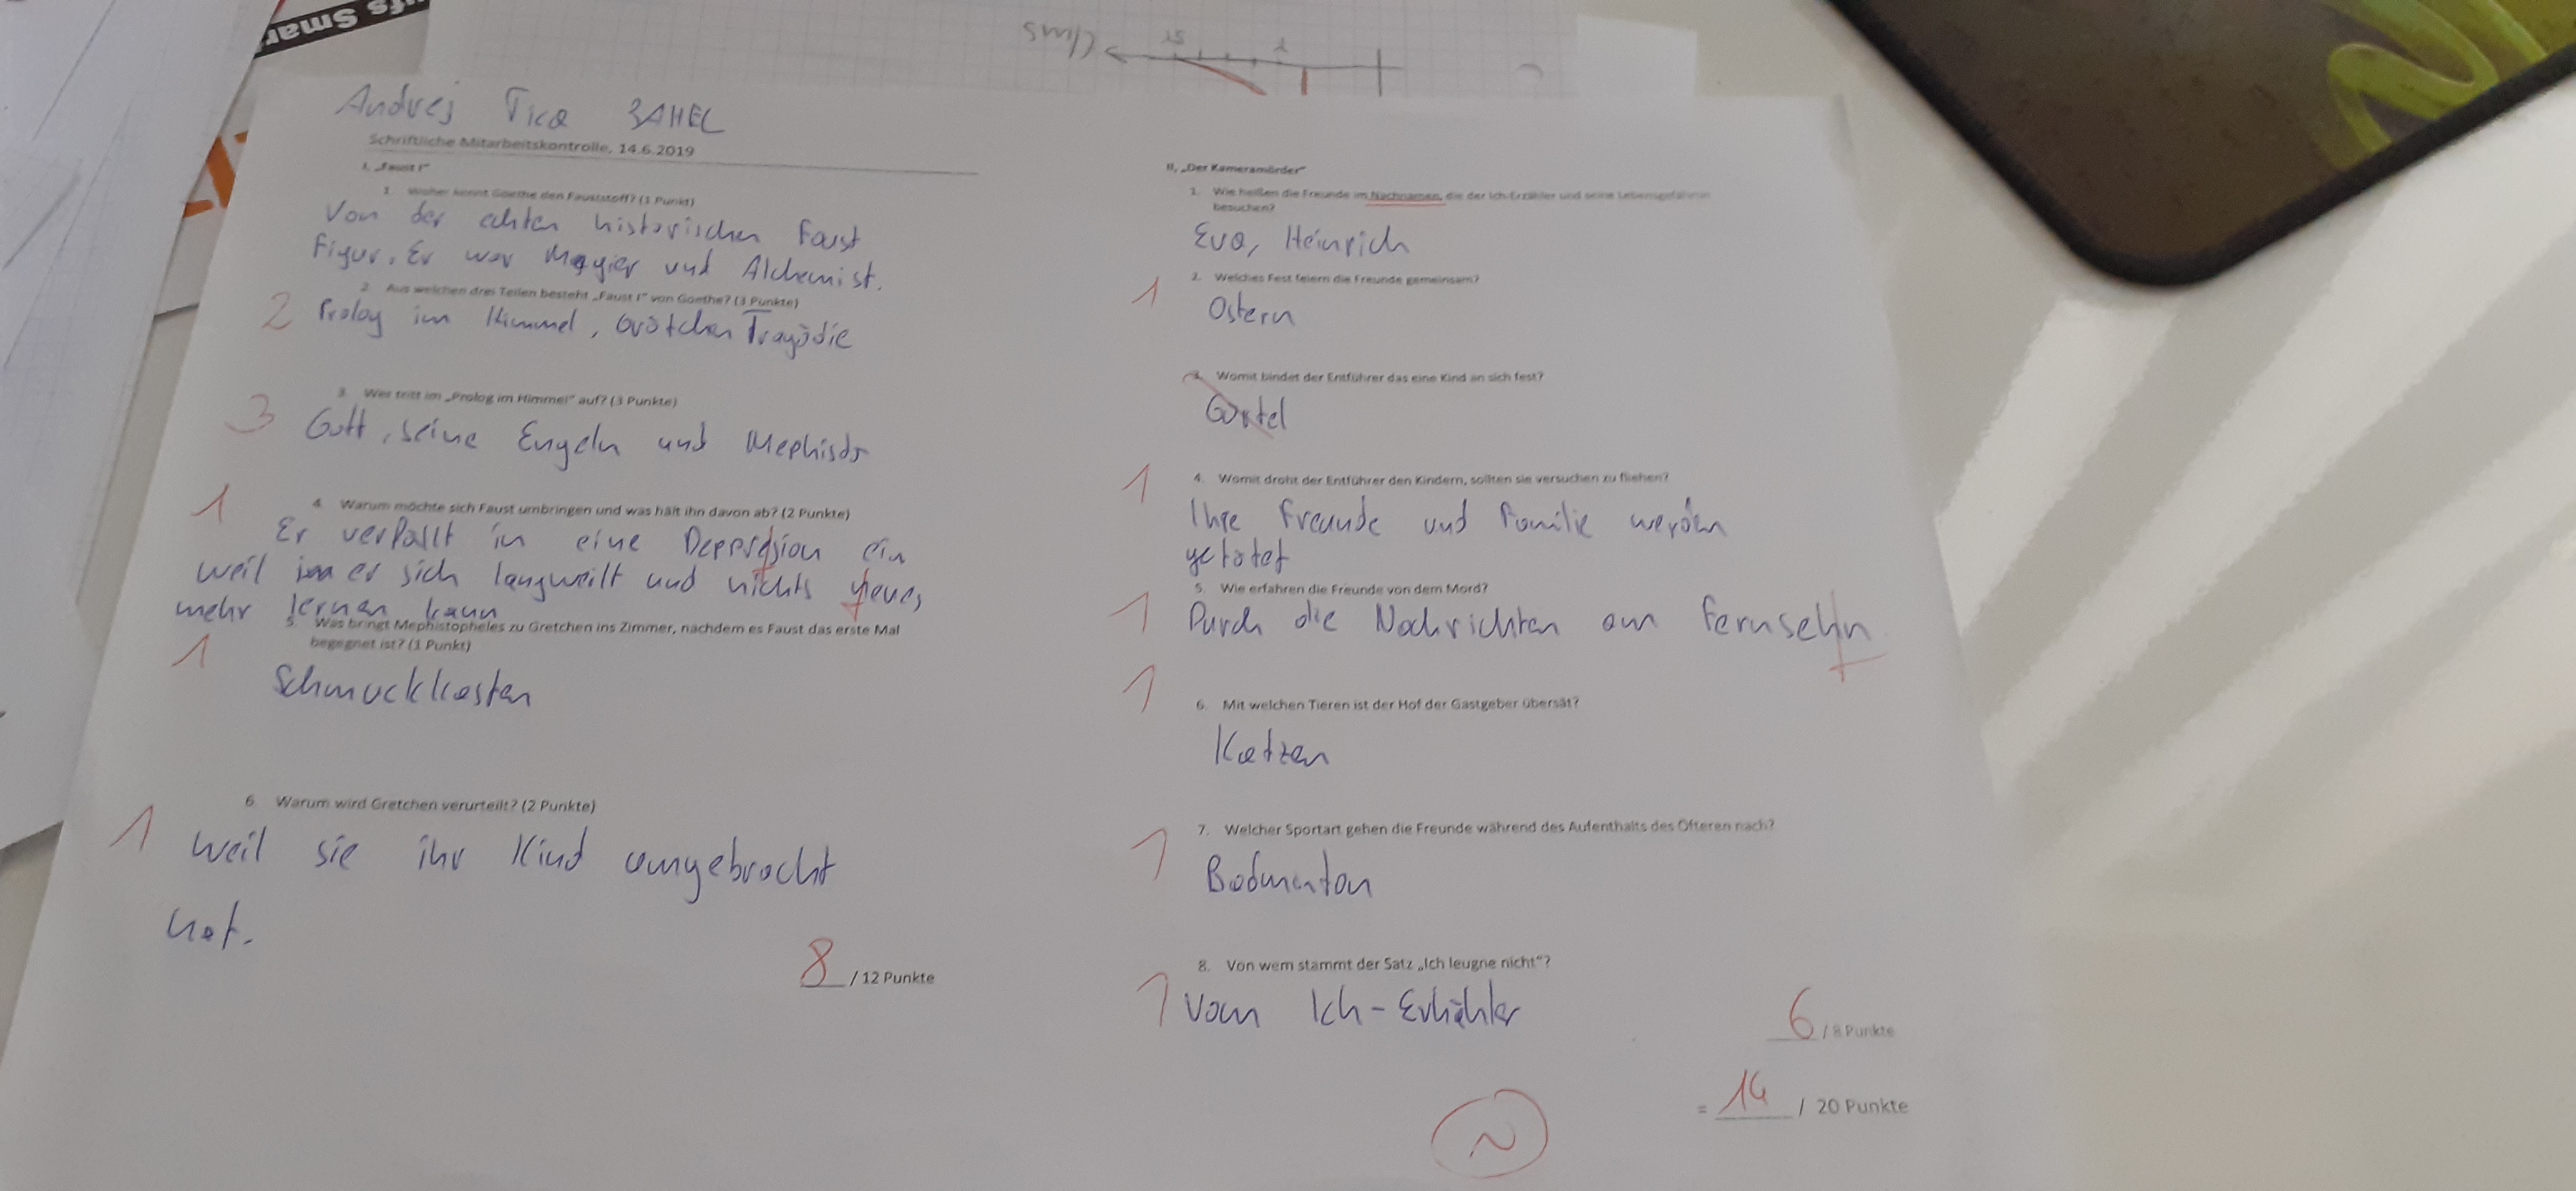 Andrej Tica 3AHEL
Schriftliche Mitarbeitskontrolle, 14.6.2019
I, „Faust I“
1. Woher kennt Goethe den Fauststoff? (1 Punkt)
Von der echten historischen Faust
Figur. Er war Magier und Alchemist.
2. Aus welchen drei Teilen besteht „Faust I“ von Goethe? (3 Punkte)
2 Prolog im Himmel, Grötchen Tragödie
3. Wer tritt im „Prolog im Himmel“ auf? (3 Punkte)
3 Gott, seine Engeln und Mephisto
1
4. Warum möchte sich Faust umbringen und was hält ihn davon ab? (2 Punkte)
Er verfallt in eine Deppresion ein
weil er sich langweilt und nichts neues
mehr lernen kann
5. Was bringt Mephistopheles zu Gretchen ins Zimmer, nachdem es Faust das erste Mal
begegnet ist? (1 Punkt)
1
Schmuckkasten
6. Warum wird Gretchen verurteilt? (2 Punkte)
1 Weil sie ihr Kind umgebracht
hat.
8 / 12 Punkte
II, „Der Kameramörder“
1. Wie heißen die Freunde im Nachnamen, die der Ich-Erzähler und seine Lebensgefährtin
besuchen?
Eva, Heinrich
2. Welches Fest feiern die Freunde gemeinsam?
1 Ostern
3. Womit bindet der Entführer das eine Kind an sich fest?
Gürtel
1 4. Womit droht der Entführer den Kindern, sollten sie versuchen zu fliehen?
Ihre Freunde und Familie werden
getötet
5. Wie erfahren die Freunde von dem Mord?
1 Durch die Nachrichten am Fernsehn
1 6. Mit welchen Tieren ist der Hof der Gastgeber übersät?
Katzen
7. Welcher Sportart gehen die Freunde während des Aufenthalts des Öfteren nach?
1 Badminton
8. Von wem stammt der Satz „Ich leugne nicht“?
1 Vom Ich-Erzähler
6 / 8 Punkte
= 14 / 20 Punkte